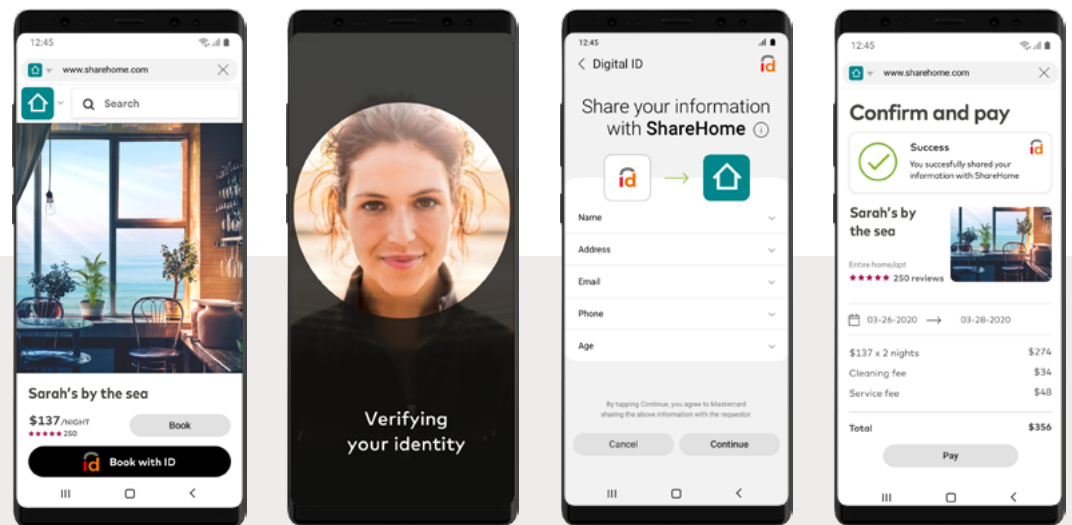 12:45
www.sharehome.com
Search
Sarah's by the sea
$137 /NIGHT
★★★★★ 250
Book
id Book with ID
Verifying
your identity
12:45
< Digital ID
id
Share your information
with ShareHome
id
Name
Address
Email
Phone
Age
By tapping Continue, you agree to Mastercard
sharing the above information with the requestor.
Cancel
Continue
12:45
www.sharehome.com
Confirm and pay
Success
id
You succesfully shared your
information with ShareHome
Sarah's by
the sea
Entire home/apt
★★★★★ 250 reviews
03-26-2020 → 03-28-2020
$137 x 2 nights $274
Cleaning fee $34
Service fee $48
Total $356
Pay